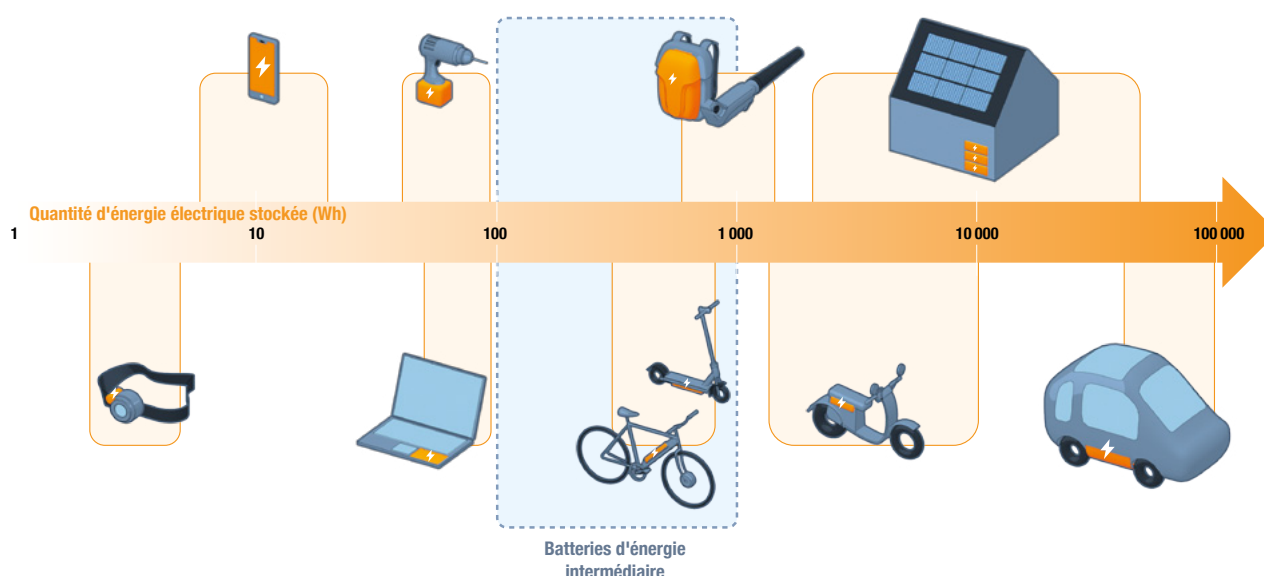 Quantité d'énergie électrique stockée (Wh)
1 10 100 1 000 10 000 100 000
Batteries d'énergie
intermédiaire